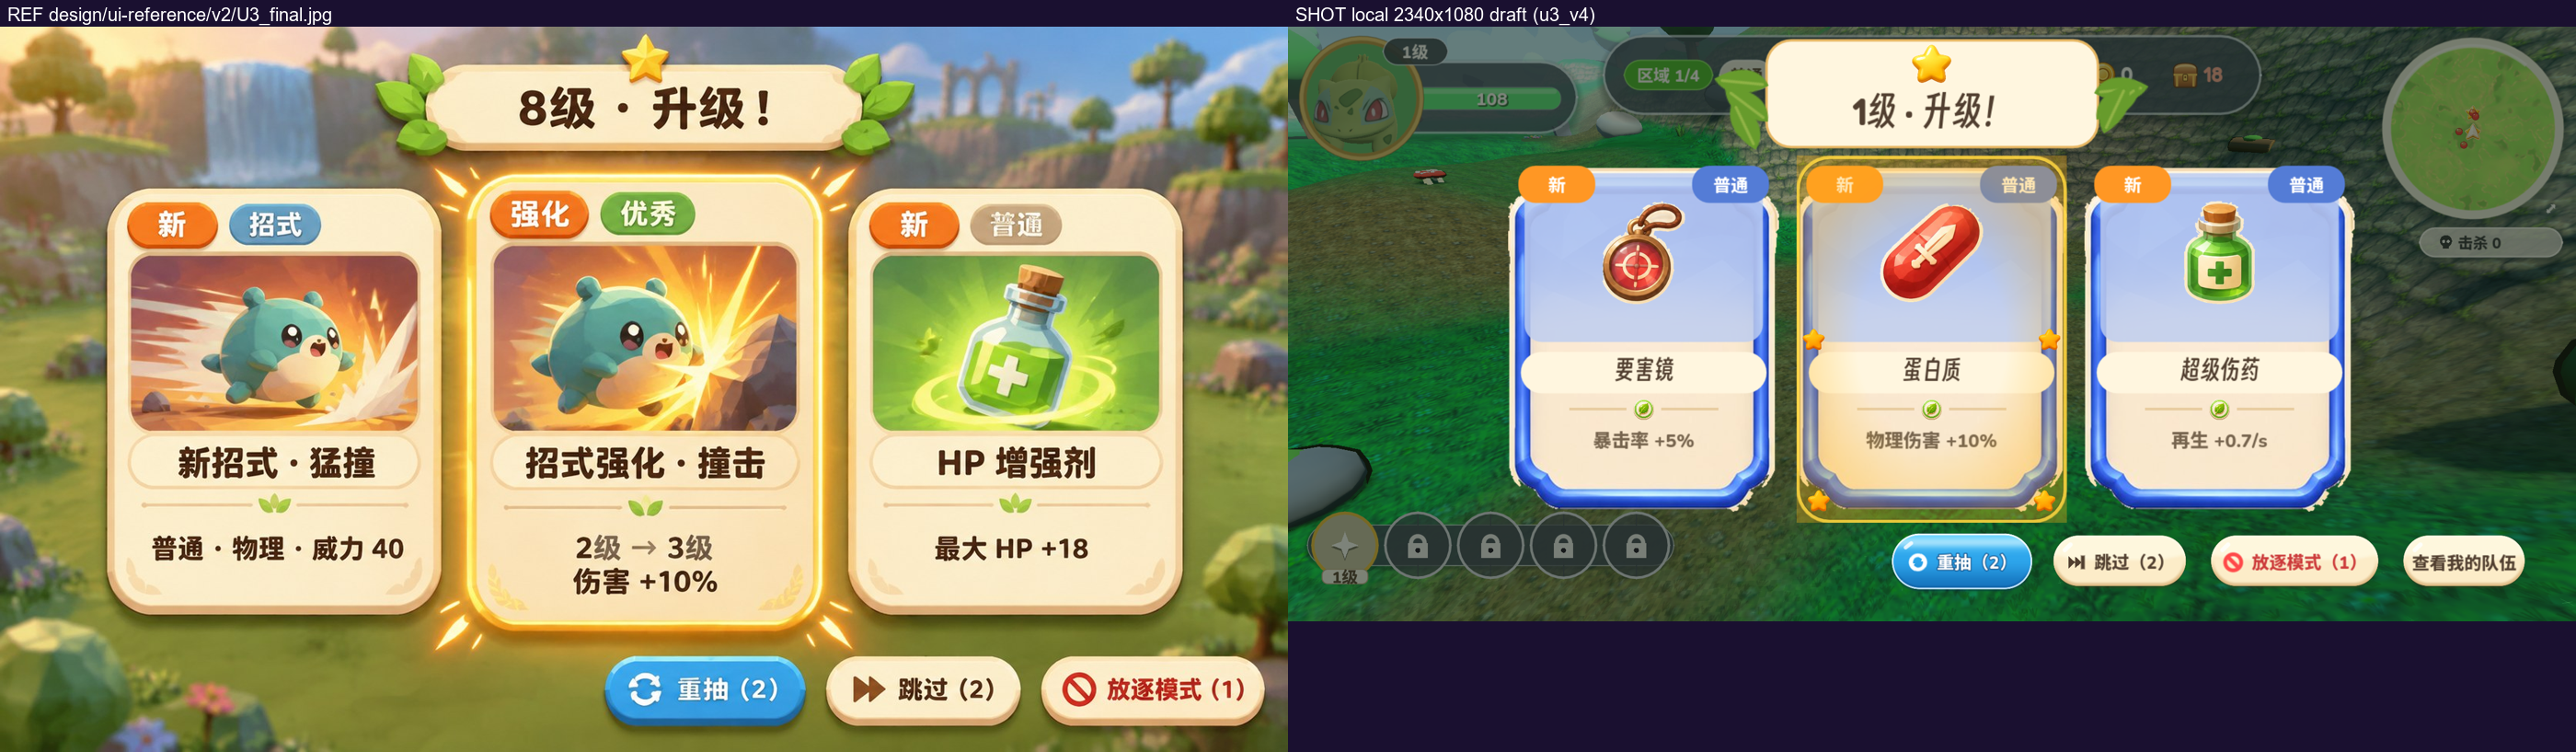 REF design/ui-reference/v2/U3_final.jpg
8级 · 升级！
新 招式
新招式 · 猛撞
普通 · 物理 · 威力 40
强化 优秀
招式强化 · 撞击
2级 → 3级
伤害 +10%
新 普通
HP 增强剂
最大 HP +18
重抽（2）
跳过（2）
放逐模式（1）
SHOT local 2340x1080 draft (u3_v4)
1级
108
区域 1/4
0
18
击杀 0
1级 · 升级！
新 普通
要害镜
暴击率 +5%
新 普通
蛋白质
物理伤害 +10%
新 普通
超级伤药
再生 +0.7/s
1级
重抽（2）
跳过（2）
放逐模式（1）
查看我的队伍